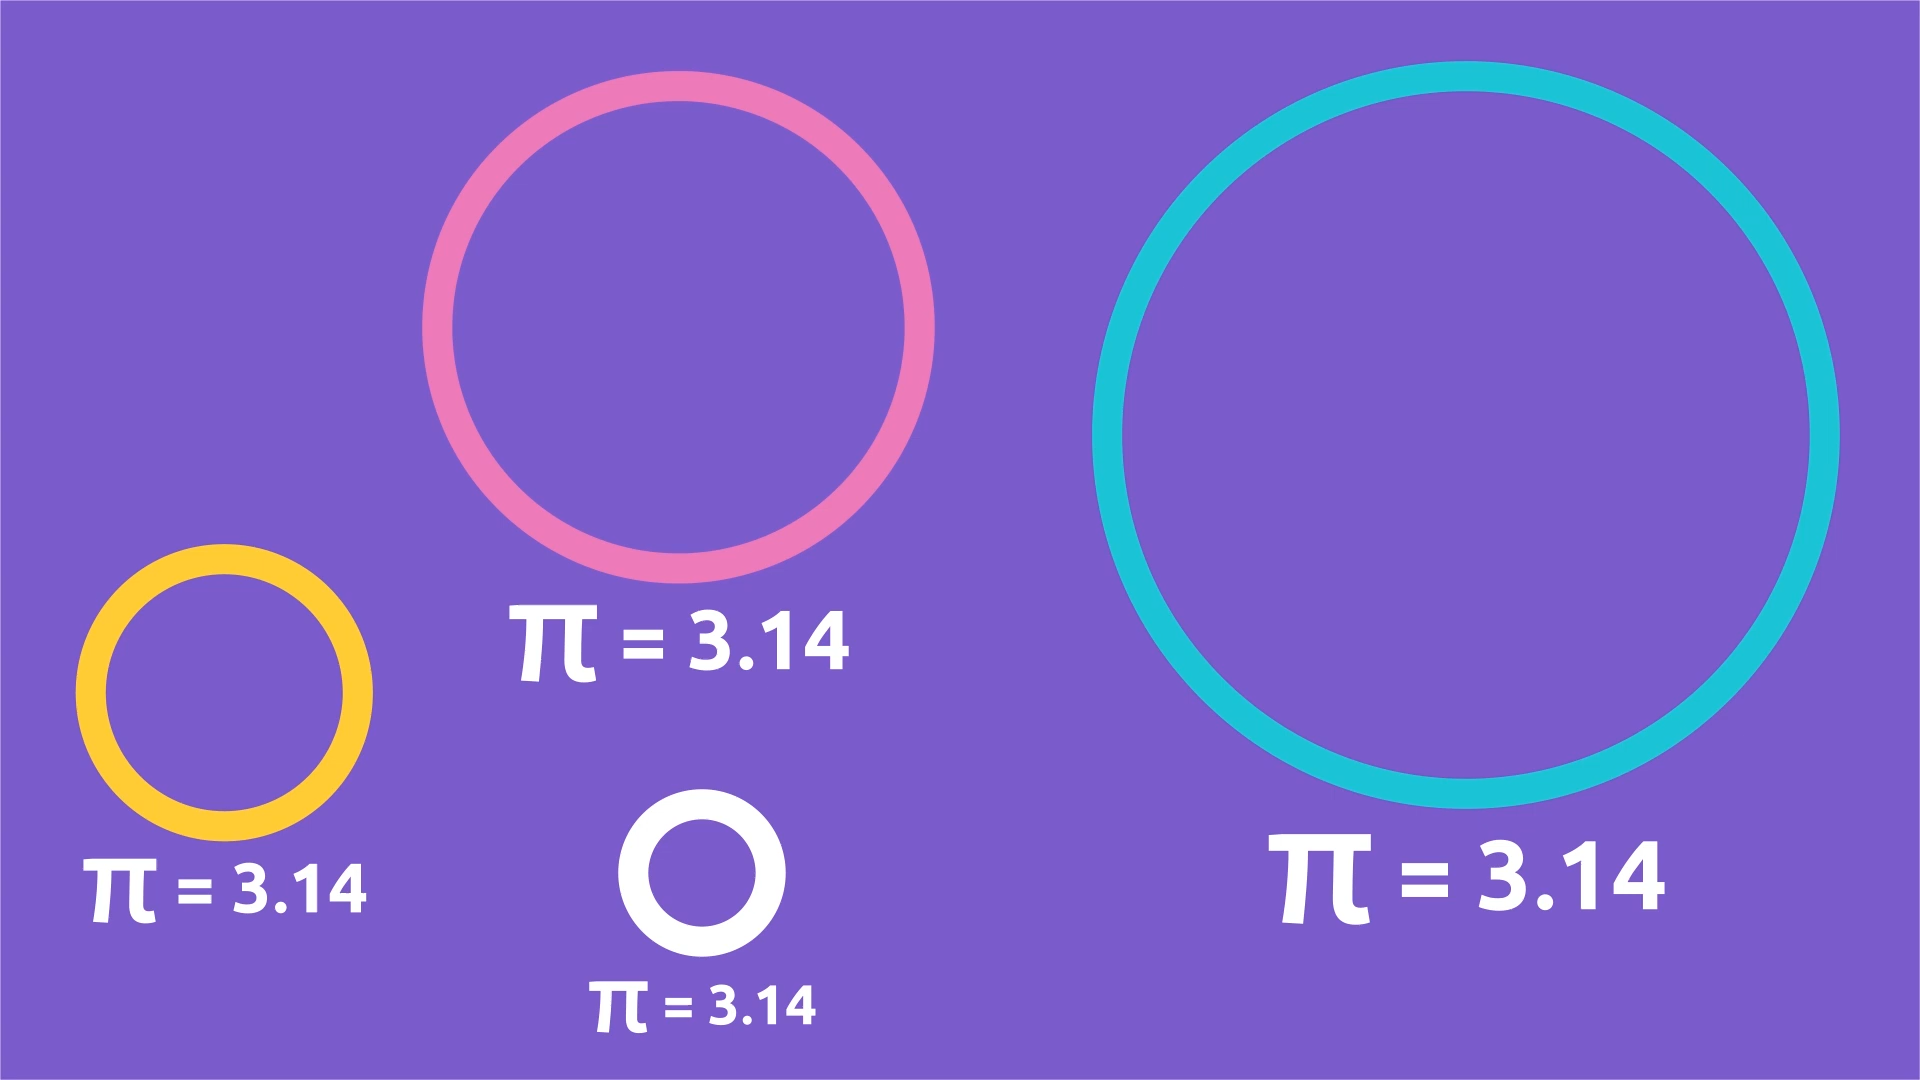 π = 3.14
π = 3.14
π = 3.14
π = 3.14